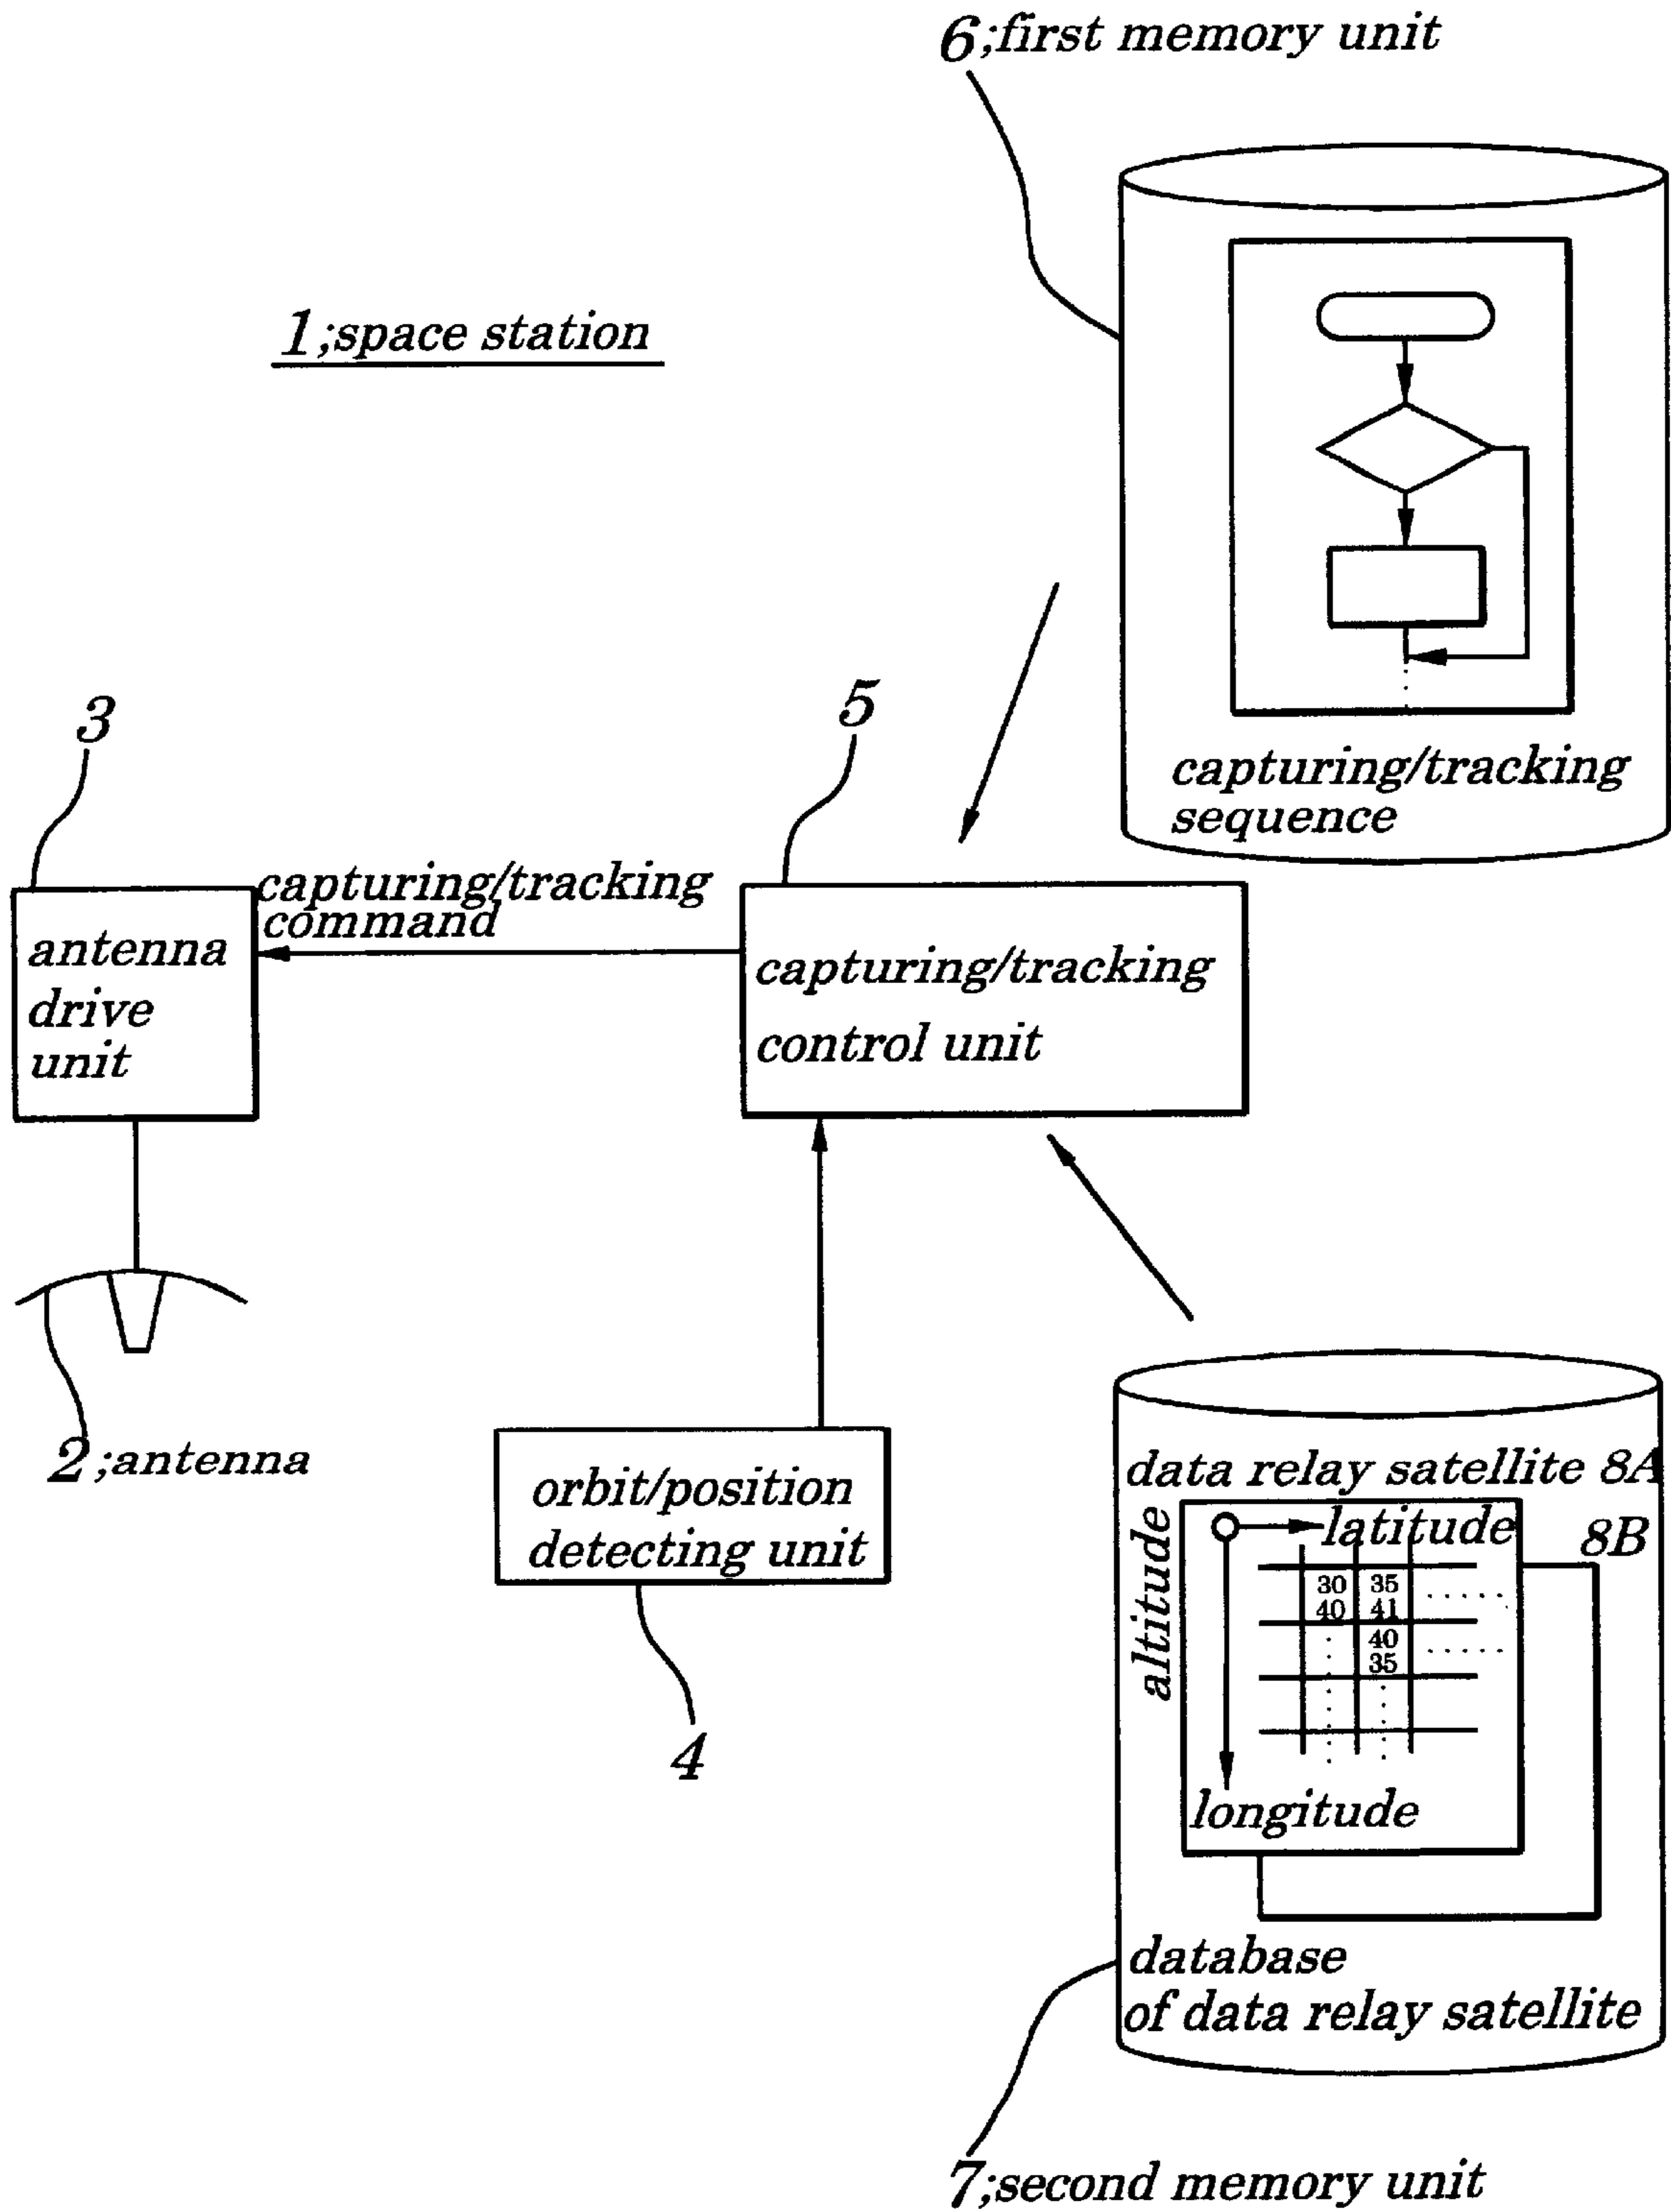 6;first memory unit
1;space station
capturing/tracking
sequence
3
5
capturing/tracking
command
antenna
drive
unit
capturing/tracking
control unit
2;antenna
orbit/position
detecting unit
4
data relay satellite 8A
8B
altitude
latitude
30 35
40 41
40
35
longitude
database
of data relay satellite
7;second memory unit